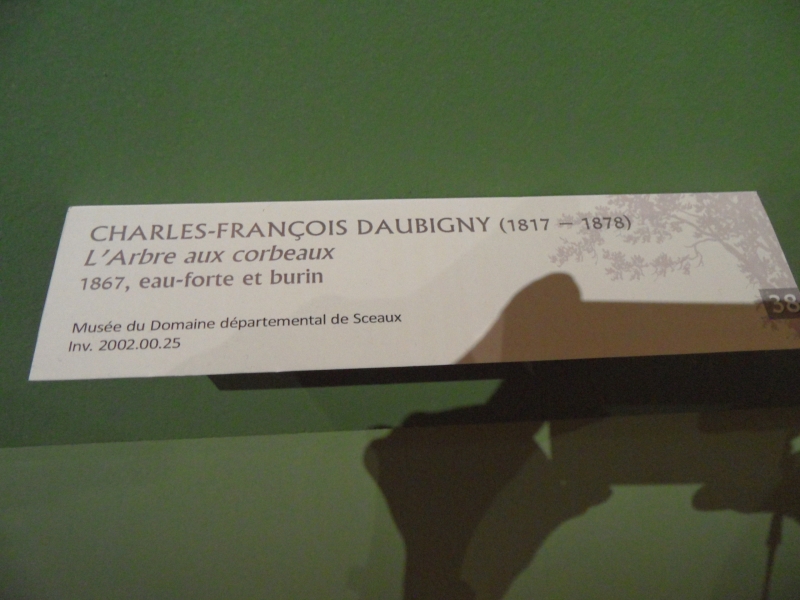 CHARLES-FRANÇOIS DAUBIGNY (1817 – 1878)
L'Arbre aux corbeaux
1867, eau-forte et burin
Musée du Domaine départemental de Sceaux
Inv. 2002.00.25
38